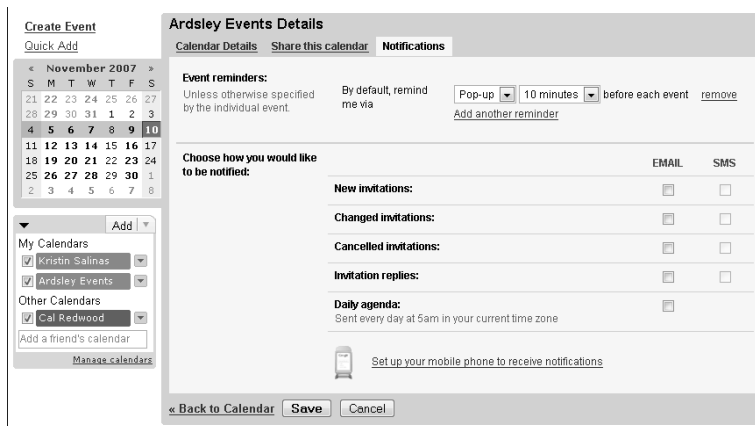 Create Event
Quick Add
« November 2007 »
S M T W T F S
21 22 23 24 25 26 27
28 29 30 31 1 2 3
4 5 6 7 8 9 10
11 12 13 14 15 16 17
18 19 20 21 22 23 24
25 26 27 28 29 30 1
2 3 4 5 6 7 8
Add
My Calendars
Kristin Salinas
Ardsley Events
Other Calendars
Cal Redwood
Add a friend's calendar
Manage calendars
Ardsley Events Details
Calendar Details Share this calendar Notifications
Event reminders:
Unless otherwise specified
by the individual event.
By default, remind
me via
Pop-up 10 minutes before each event remove
Add another reminder
Choose how you would like
to be notified:
EMAIL SMS
New invitations:
Changed invitations:
Cancelled invitations:
Invitation replies:
Daily agenda:
Sent every day at 5am in your current time zone
Set up your mobile phone to receive notifications
« Back to Calendar Save Cancel